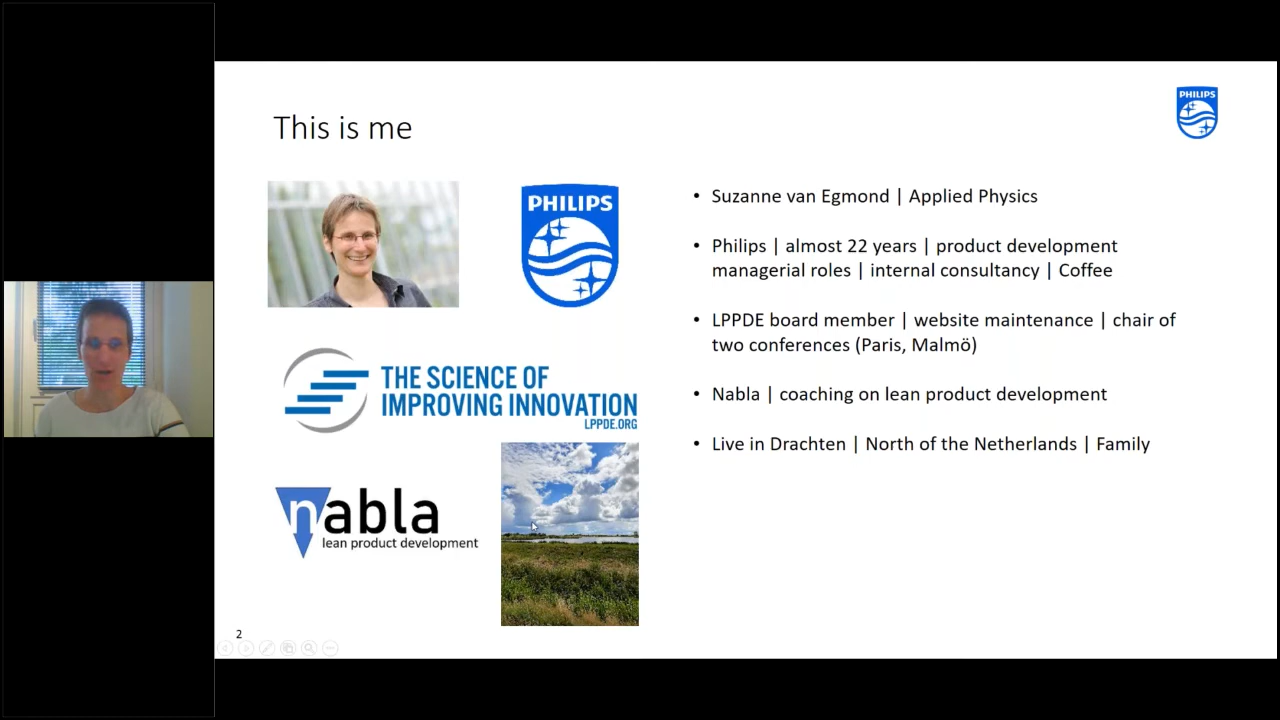 PHILIPS
This is me
PHILIPS
THE SCIENCE OF
IMPROVING INNOVATION
LPPDE.ORG
nabla
lean product development
• Suzanne van Egmond | Applied Physics
• Philips | almost 22 years | product development
managerial roles | internal consultancy | Coffee
• LPPDE board member | website maintenance | chair of
two conferences (Paris, Malmö)
• Nabla | coaching on lean product development
• Live in Drachten | North of the Netherlands | Family
2